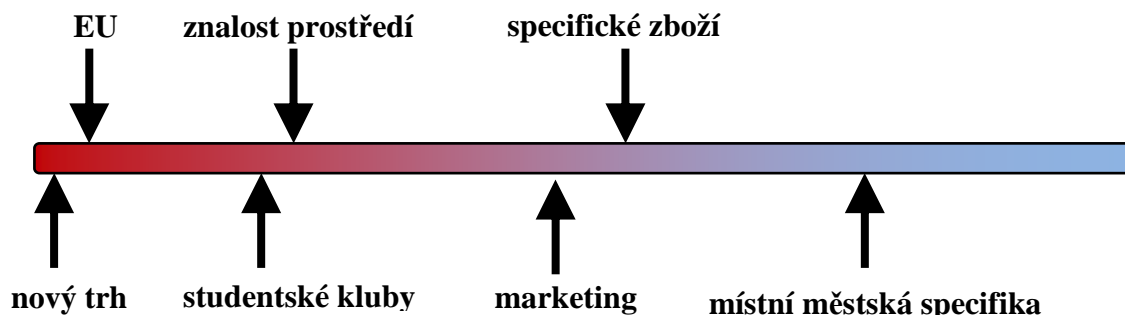 EU znalost prostředí specifické zboží
nový trh studentské kluby marketing místní městská specifika